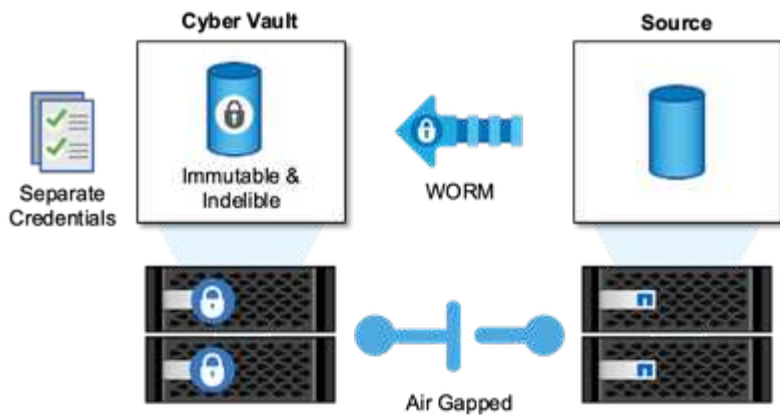 Cyber Vault
Source
Separate
Credentials
Immutable &
Indelible
WORM
Air Gapped